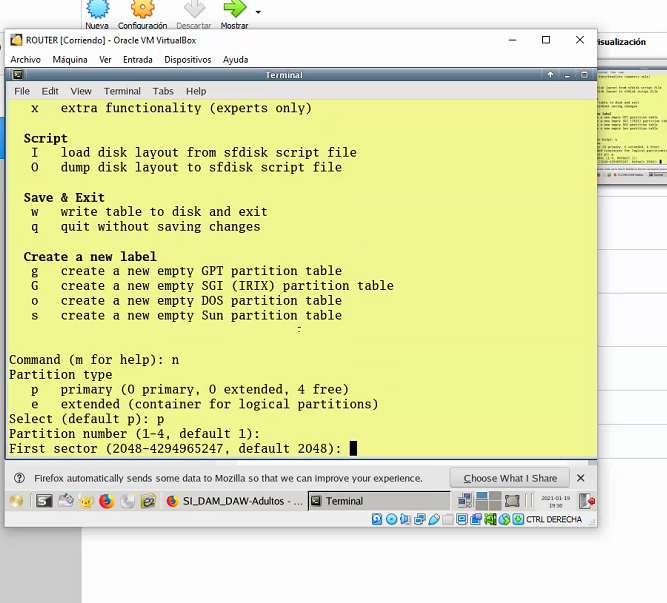 Nueva Configuración Descartar Mostrar
ROUTER [Corriendo] - Oracle VM VirtualBox
isualización
Archivo Máquina Ver Entrada Dispositivos Ayuda
Terminal
File Edit View Terminal Tabs Help
x extra functionality (experts only)
Script
I load disk layout from sfdisk script file
O dump disk layout to sfdisk script file
Save & Exit
w write table to disk and exit
q quit without saving changes
Create a new label
g create a new empty GPT partition table
G create a new empty SGI (IRIX) partition table
o create a new empty DOS partition table
s create a new empty Sun partition table
Command (m for help): n
Partition type
p primary (0 primary, 0 extended, 4 free)
e extended (container for logical partitions)
Select (default p): p
Partition number (1-4, default 1):
First sector (2048-4294965247, default 2048):
Firefox automatically sends some data to Mozilla so that we can improve your experience. Choose What I Share
SI_DAM_DAW-Adultos - ... Terminal
2021-01-19
19:36
CTRL DERECHA